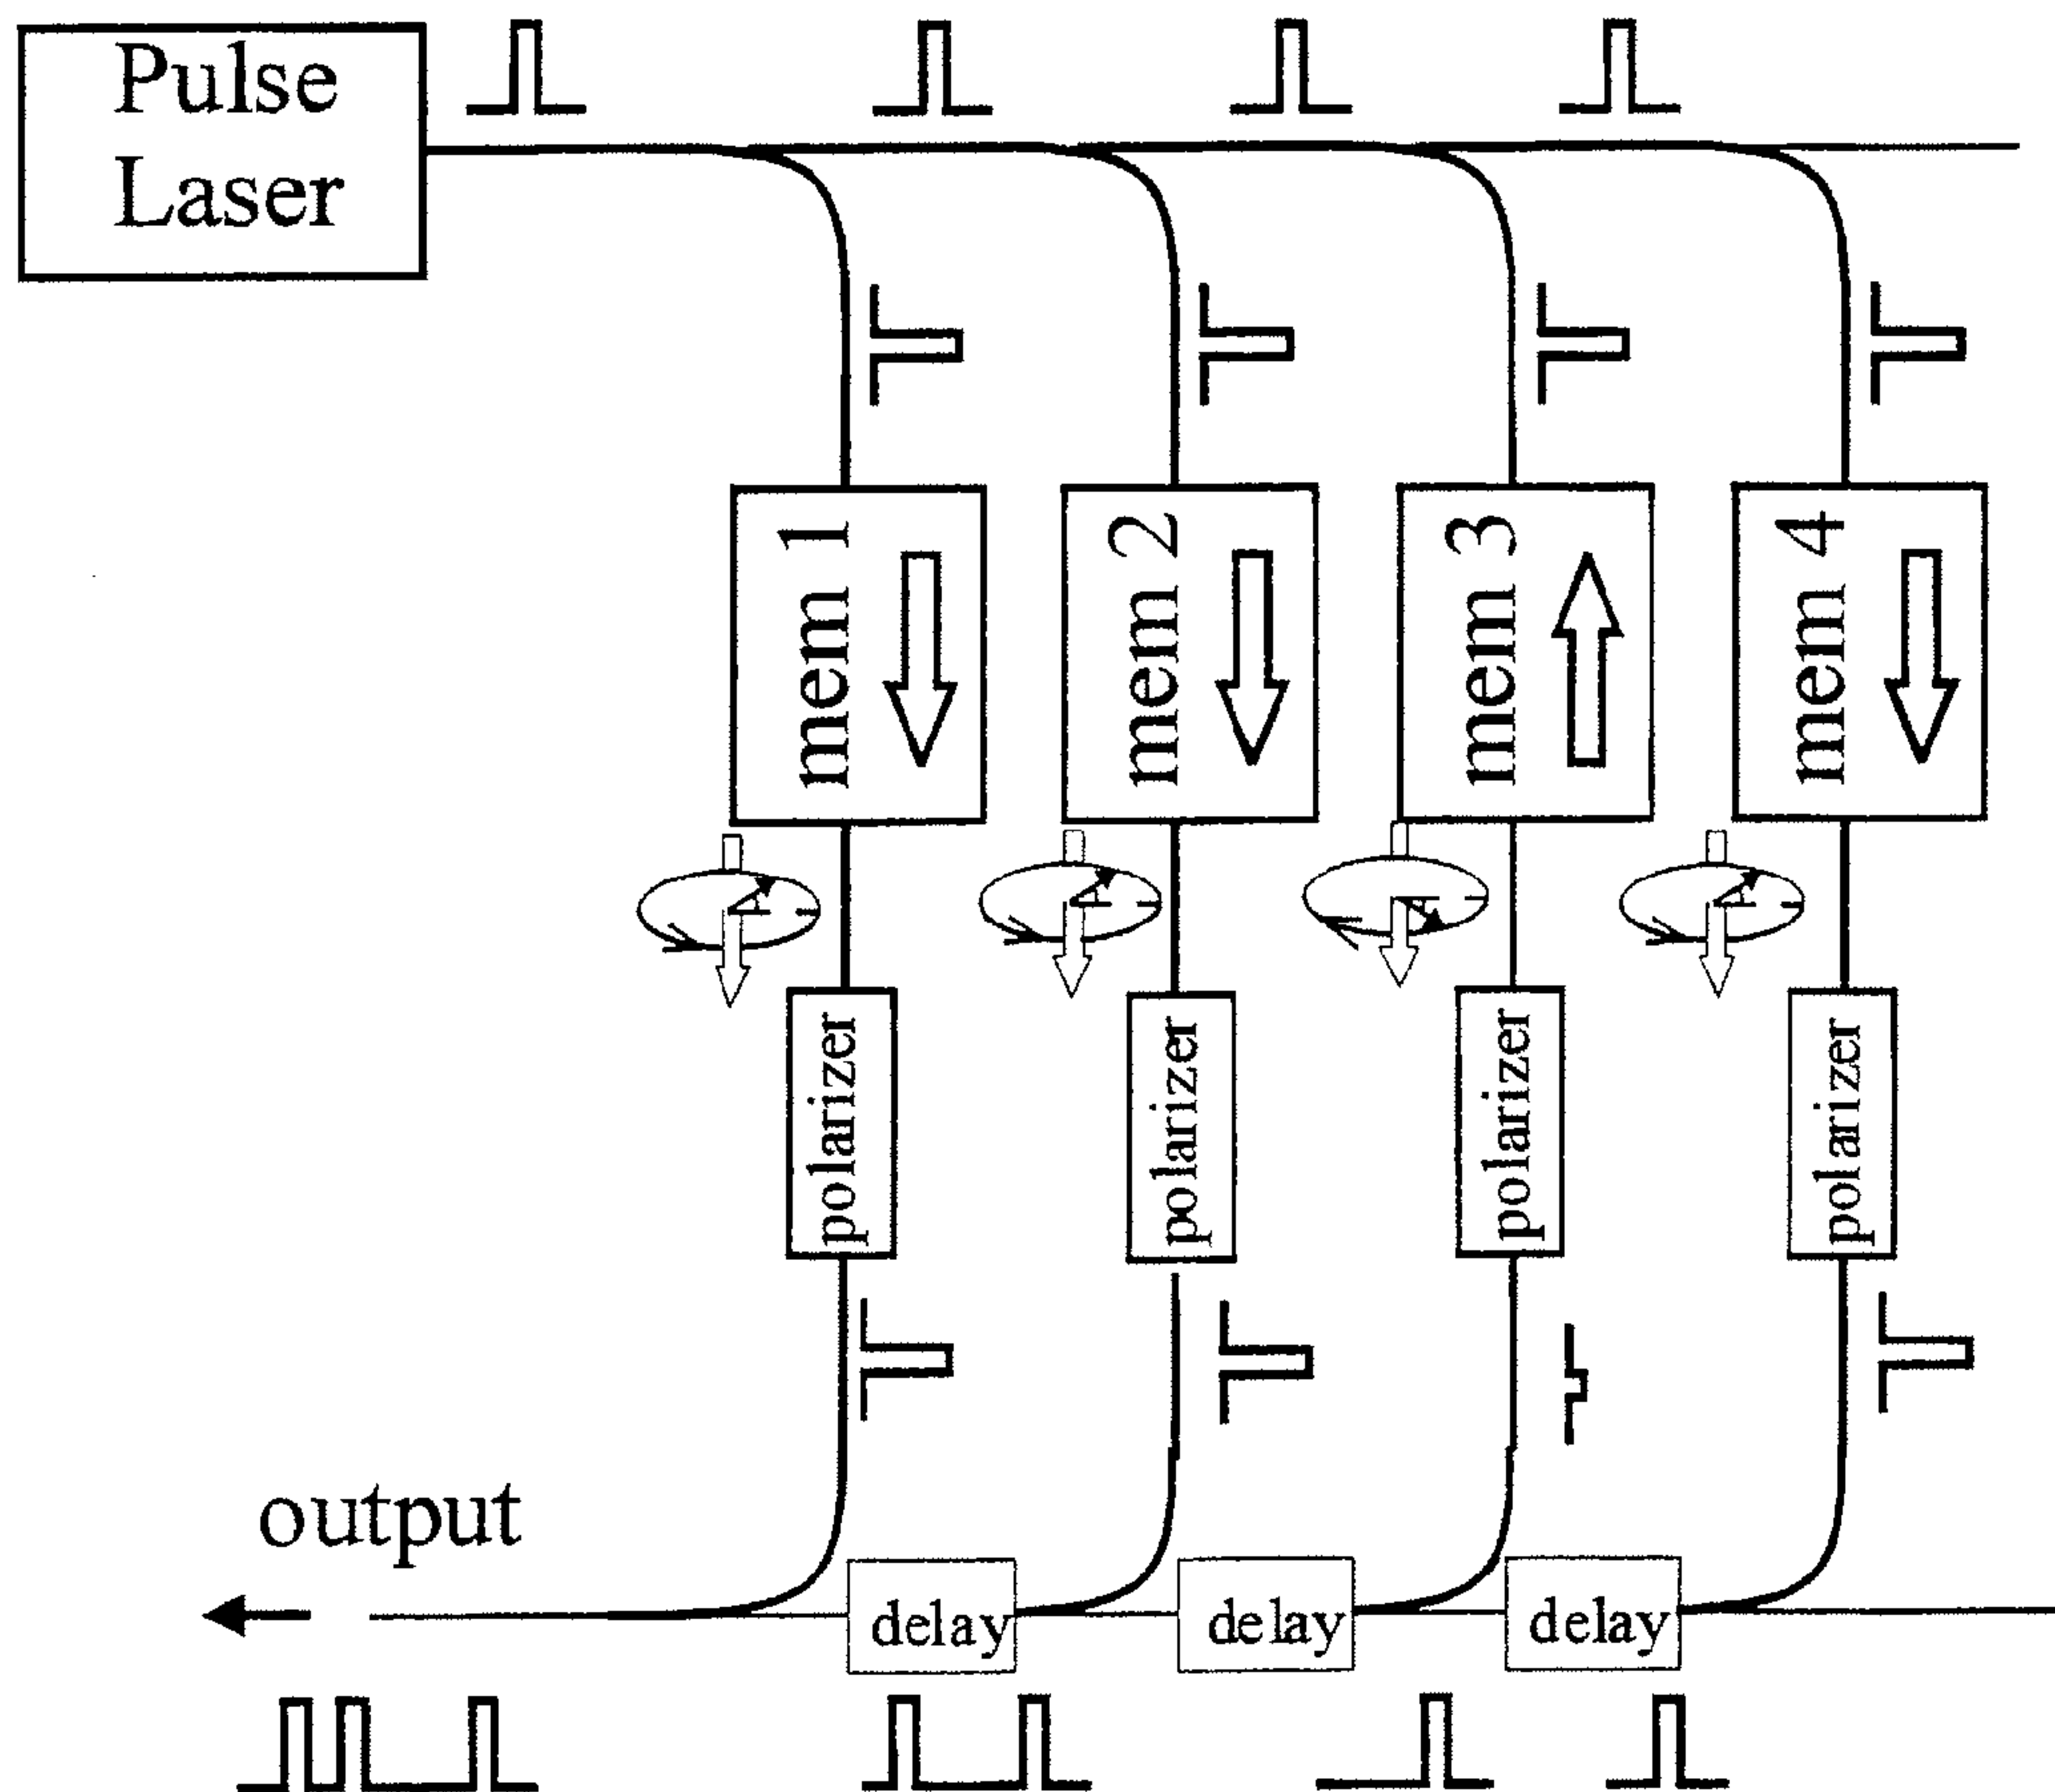 Pulse
Laser
mem 1
mem 2
mem 3
mem 4
polarizer
polarizer
polarizer
polarizer
output
delay
delay
delay